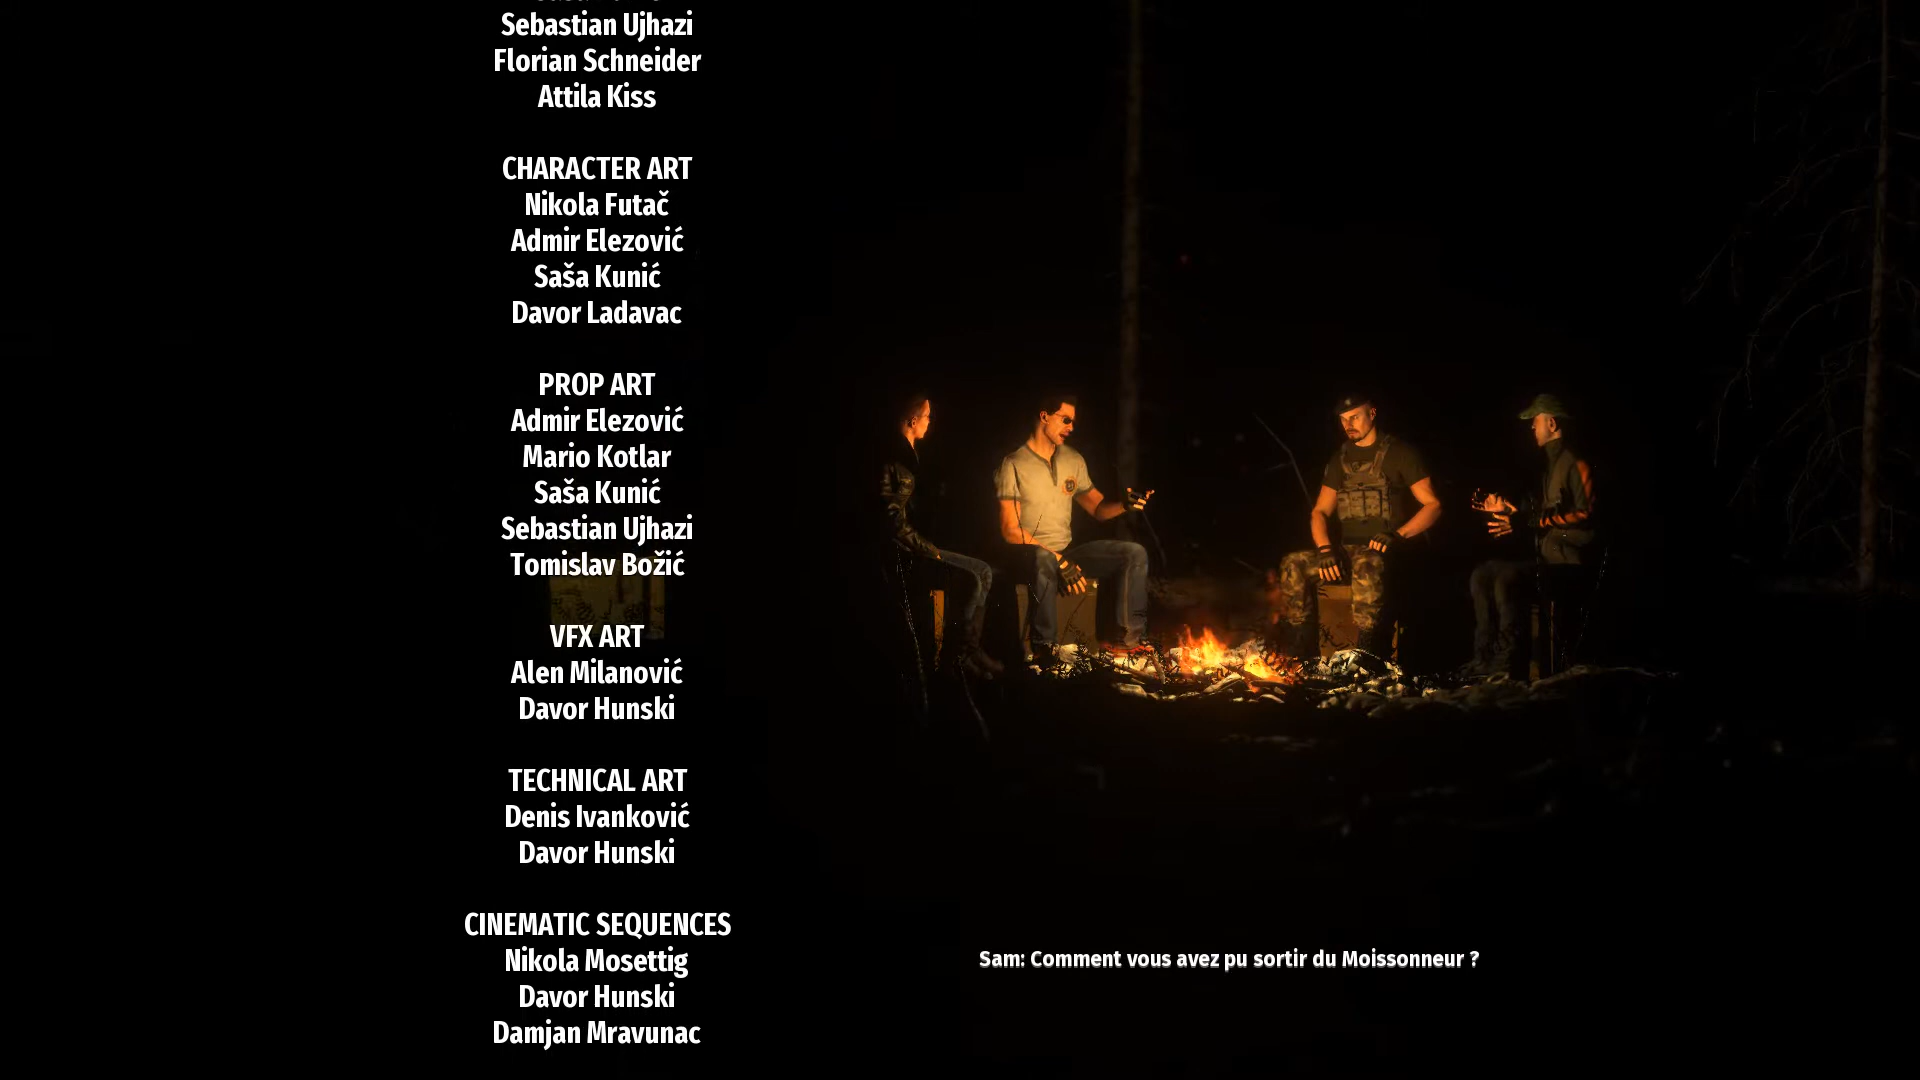 Sebastian Ujhazi
Florian Schneider
Attila Kiss
CHARACTER ART
Nikola Futač
Admir Elezović
Saša Kunić
Davor Ladavac
PROP ART
Admir Elezović
Mario Kotlar
Saša Kunić
Sebastian Ujhazi
Tomislav Božić
VFX ART
Alen Milanović
Davor Hunski
TECHNICAL ART
Denis Ivanković
Davor Hunski
CINEMATIC SEQUENCES
Nikola Mosettig
Davor Hunski
Damjan Mravunac
Sam: Comment vous avez pu sortir du Moissonneur ?